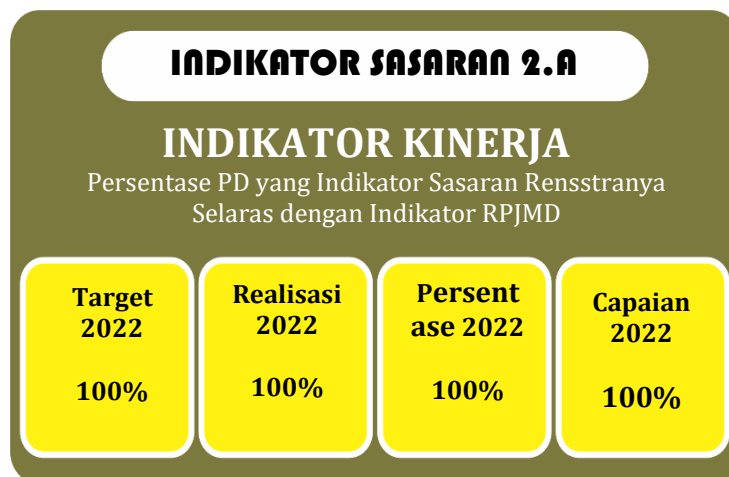 INDIKATOR SASARAN 2.A
INDIKATOR KINERJA
Persentase PD yang Indikator Sasaran Rensstranya
Selaras dengan Indikator RPJMD
Target
2022
100%
Realisasi
2022
100%
Persent
ase 2022
100%
Capaian
2022
100%